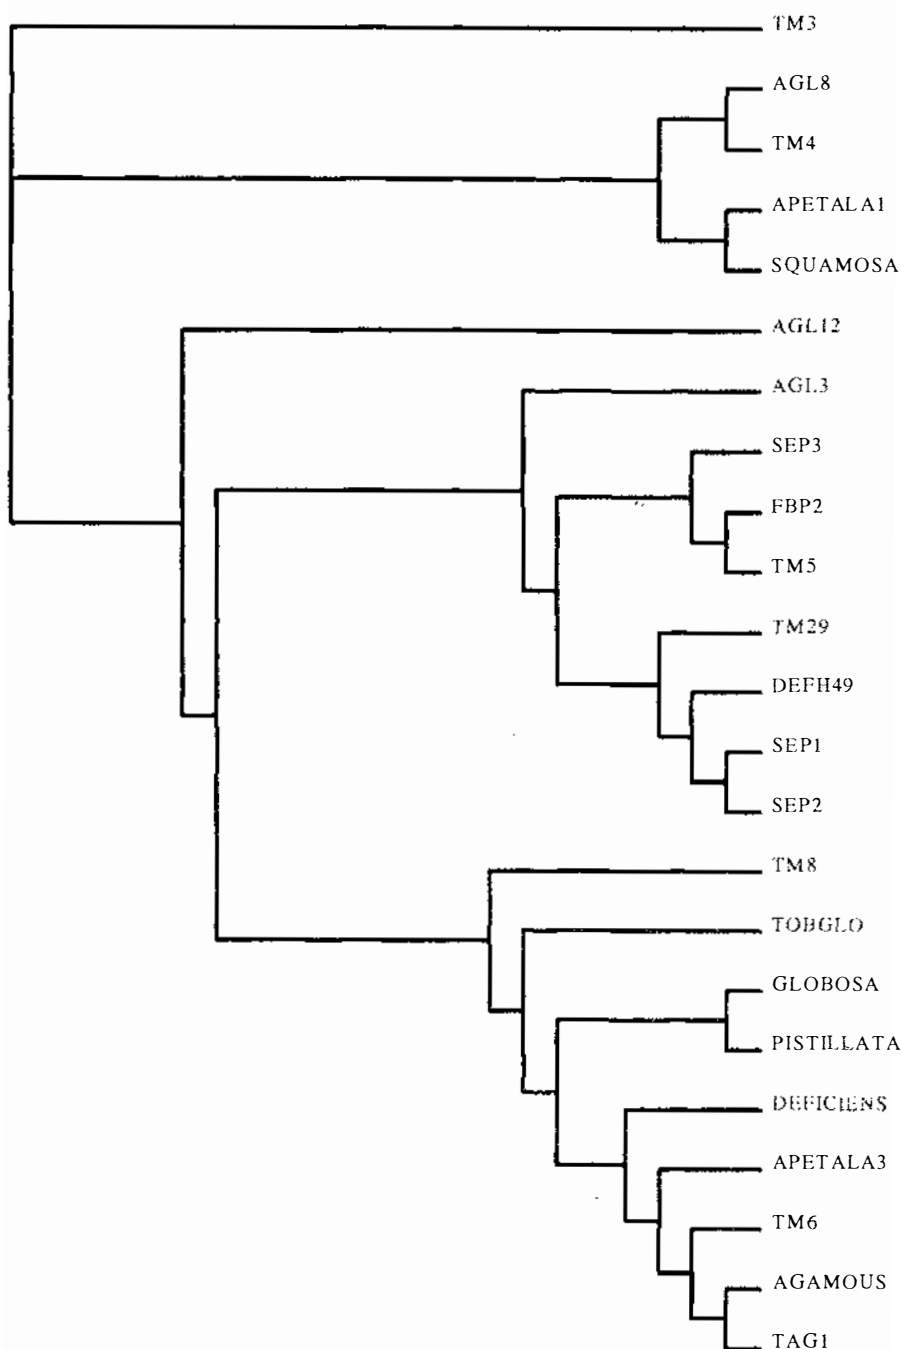 TM3
AGL8
TM4
APETALA1
SQUAMOSA
AGL12
AGL3
SEP3
FBP2
TM5
TM29
DEFH49
SEP1
SEP2
TM8
TOBGLO
GLOBOSA
PISTILLATA
DEFICIENS
APETALA3
TM6
AGAMOUS
TAG1